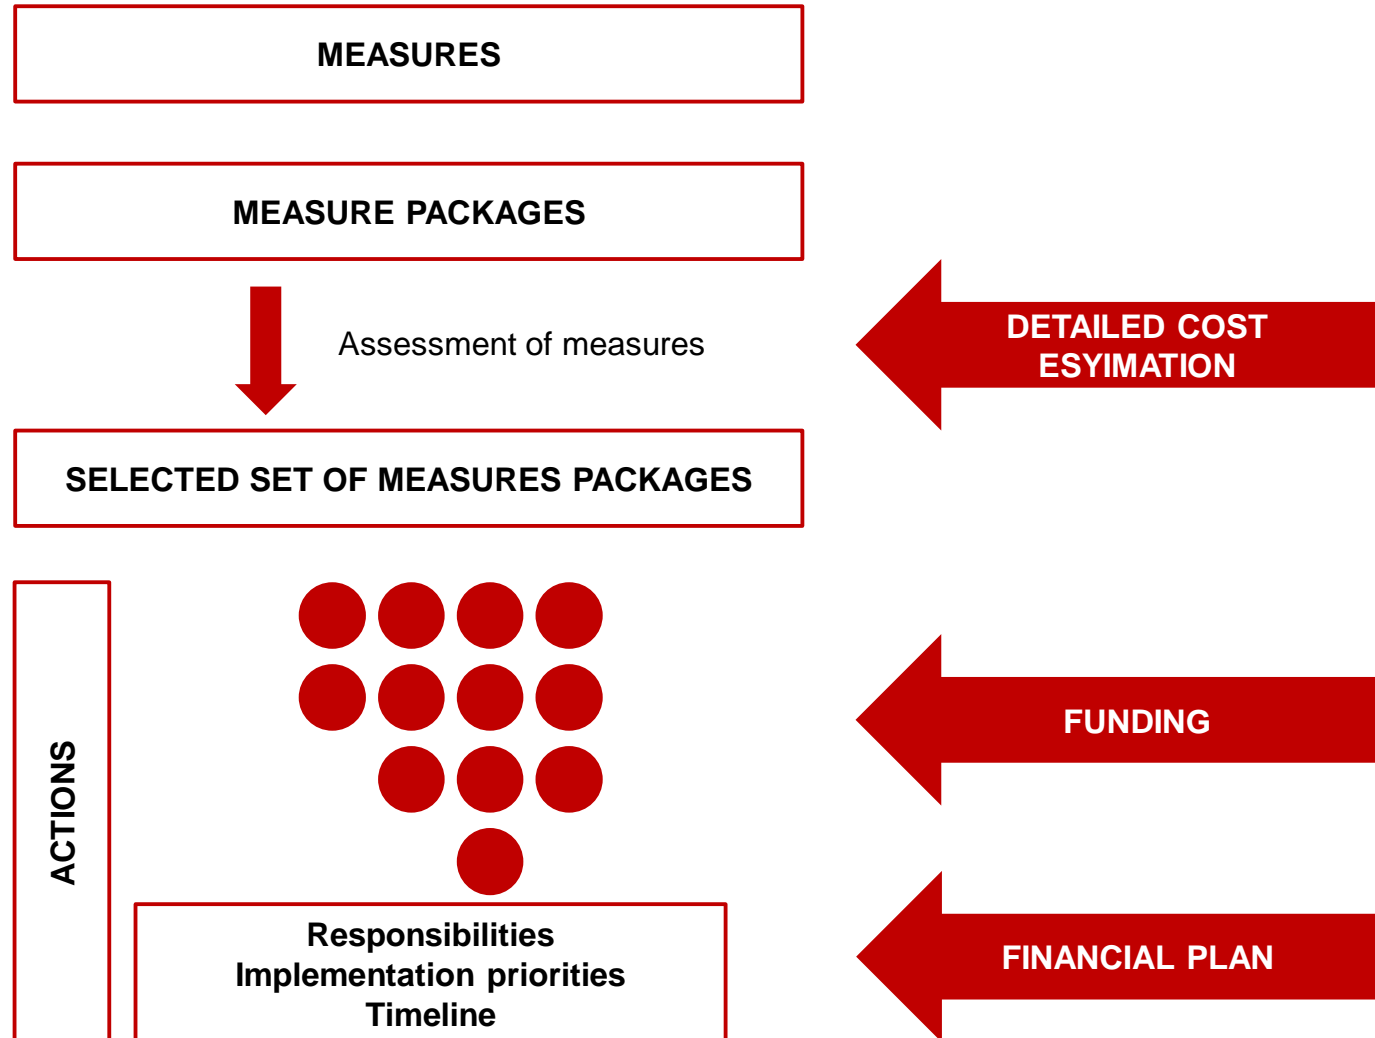 MEASURES
MEASURE PACKAGES
Assessment of measures
DETAILED COST
ESYIMATION
SELECTED SET OF MEASURES PACKAGES
ACTIONS
FUNDING
Responsibilities
Implementation priorities
Timeline
FINANCIAL PLAN